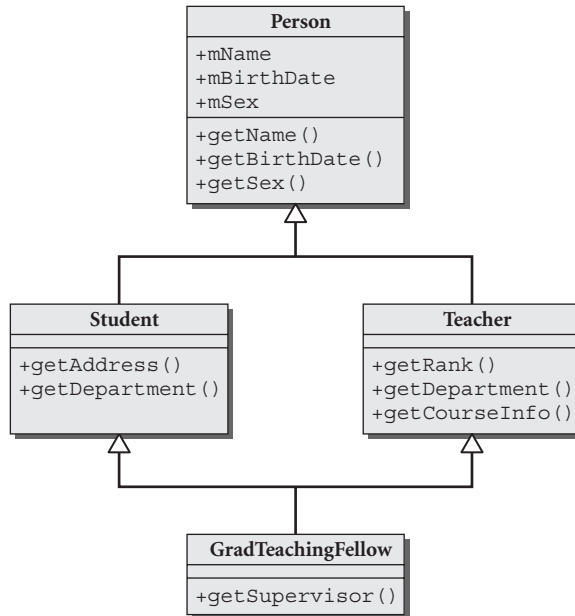 Person
+mName
+mBirthDate
+mSex
+getName()
+getBirthDate()
+getSex()
Student
+getAddress()
+getDepartment()
Teacher
+getRank()
+getDepartment()
+getCourseInfo()
GradTeachingFellow
+getSupervisor()